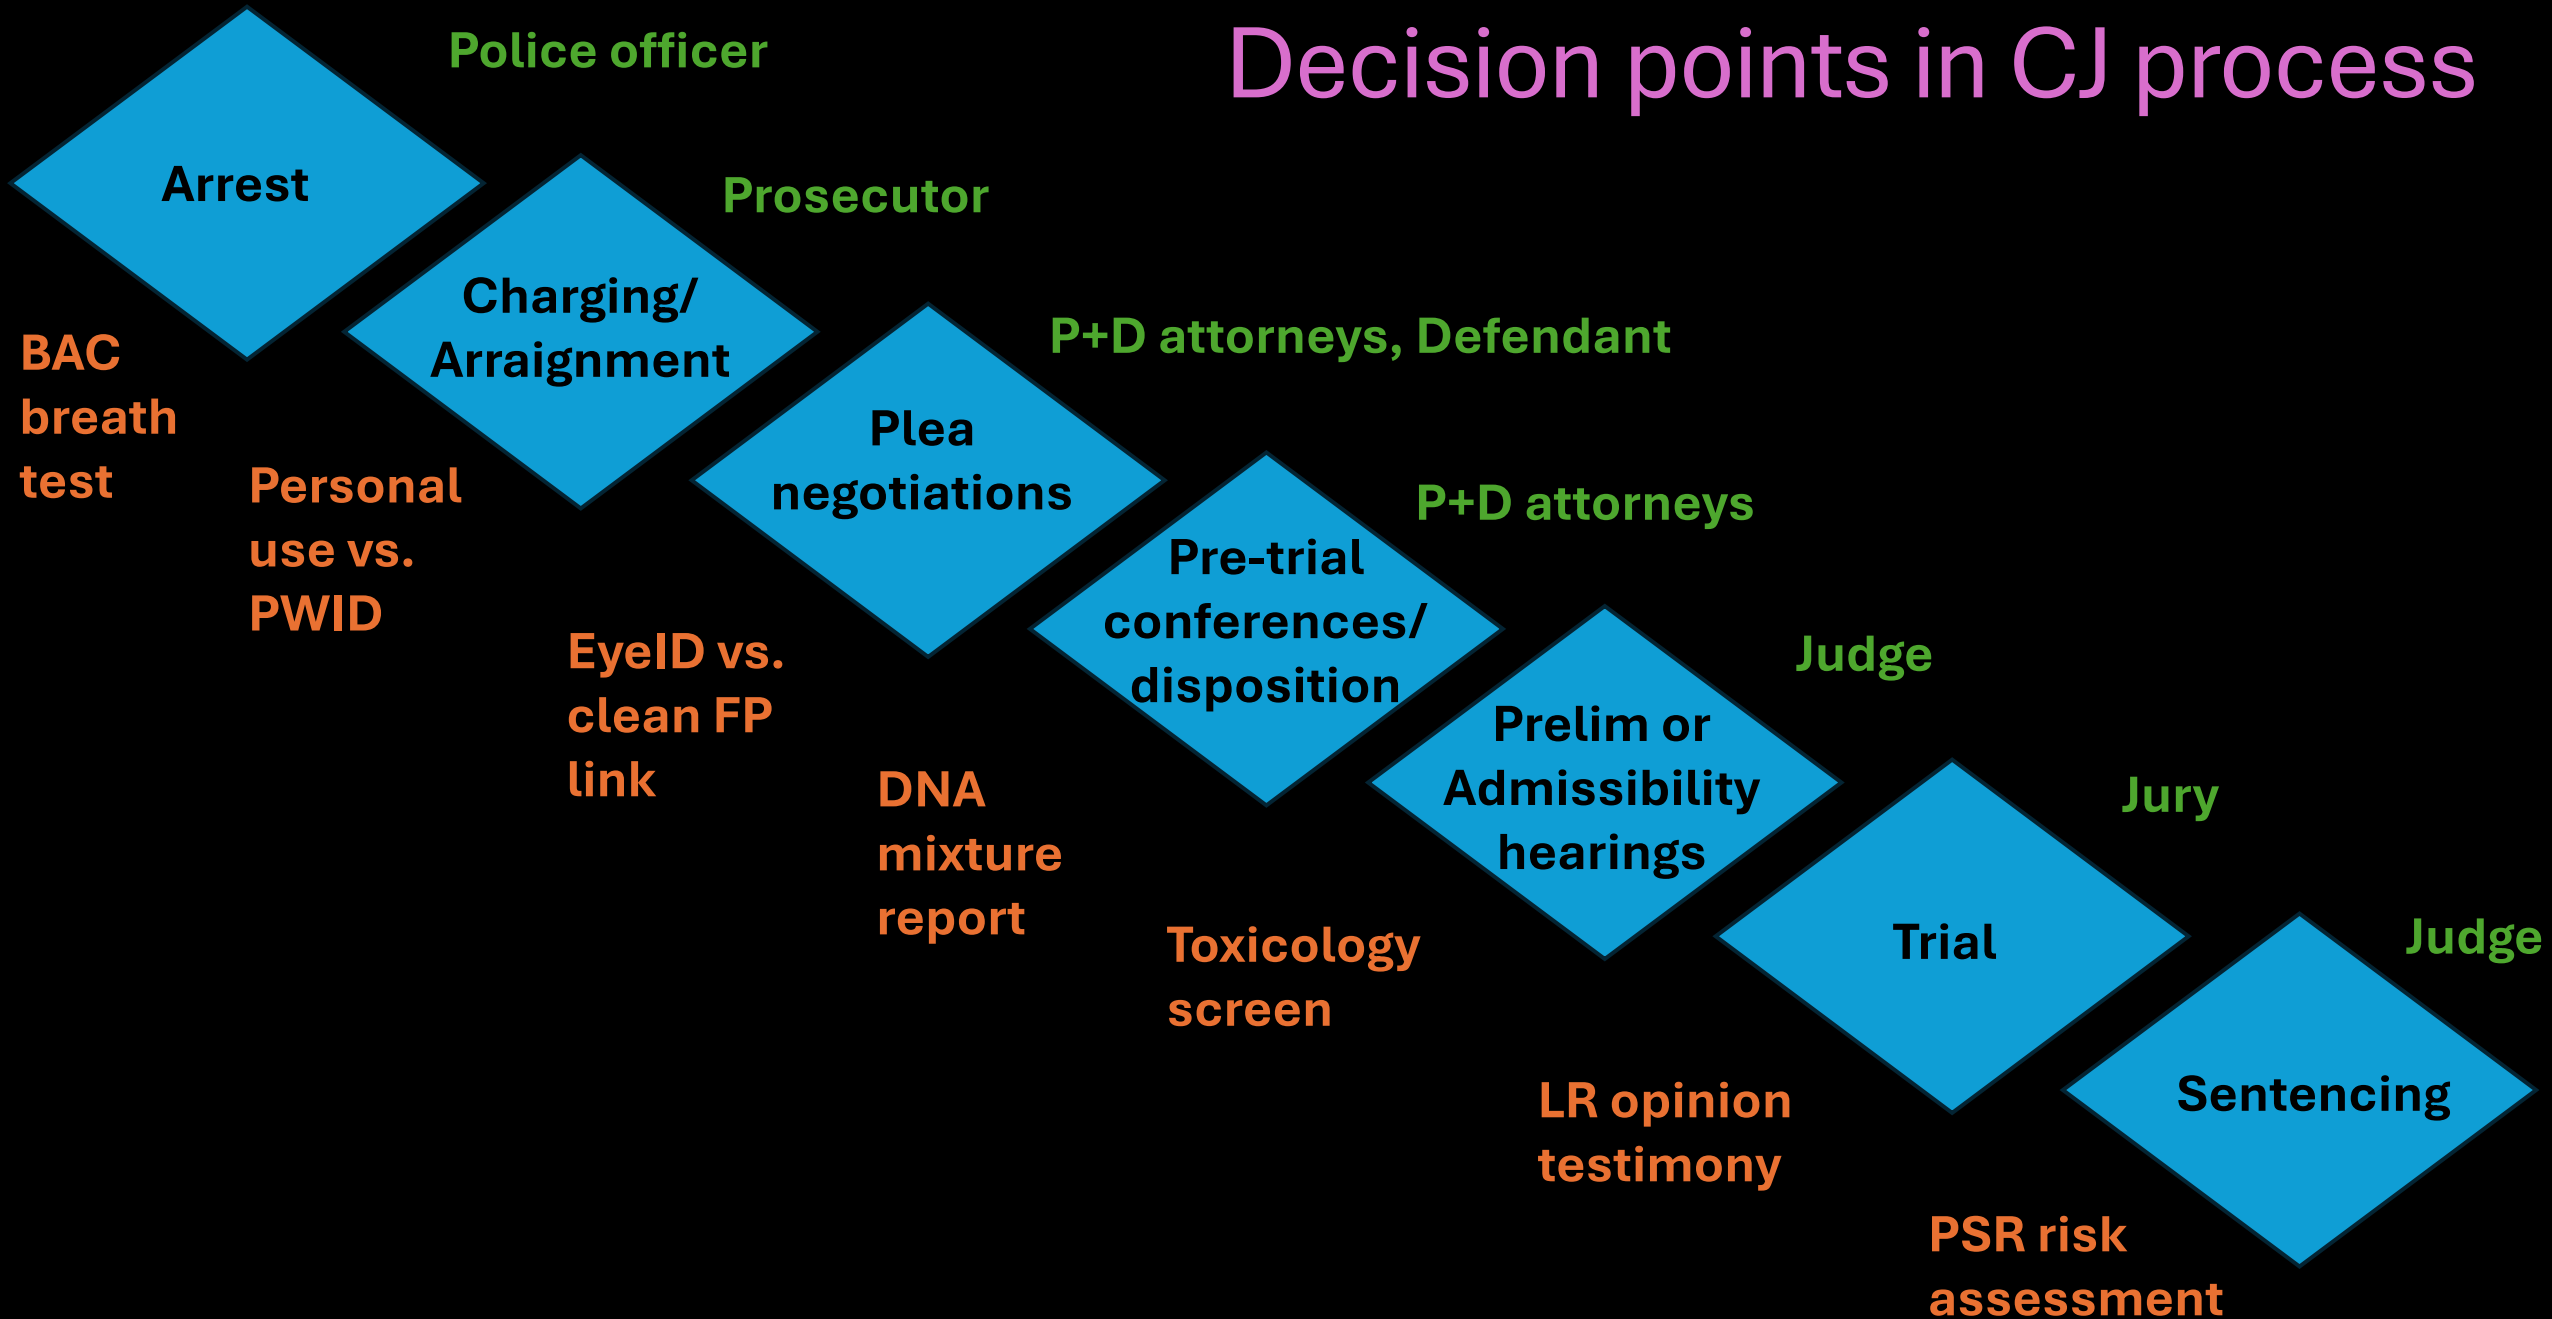 Decision points in CJ process
Police officer
Arrest
BAC
breath
test
Prosecutor
Charging/
Arraignment
Personal
use vs.
PWID
P+D attorneys, Defendant
Plea
negotiations
EyeID vs.
clean FP
link
P+D attorneys
Pre-trial
conferences/
disposition
DNA
mixture
report
Judge
Prelim or
Admissibility
hearings
Toxicology
screen
Jury
Trial
LR opinion
testimony
Judge
Sentencing
PSR risk
assessment